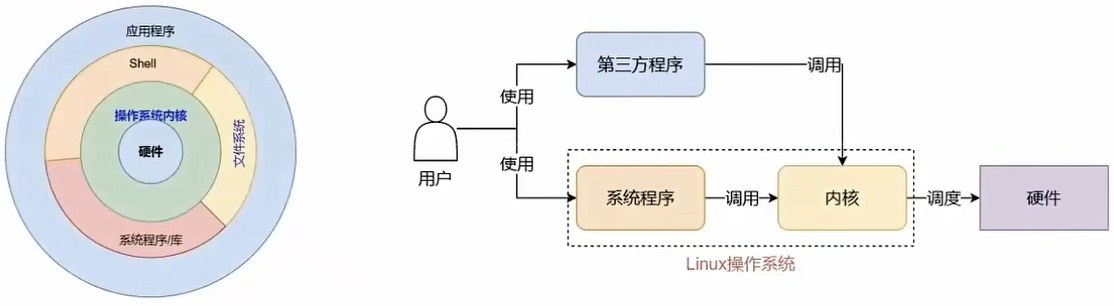 应用程序
Shell
操作系统内核
硬件
文件系统
系统程序/库
用户
使用
使用
第三方程序
调用
系统程序
调用
内核
调度
硬件
Linux操作系统